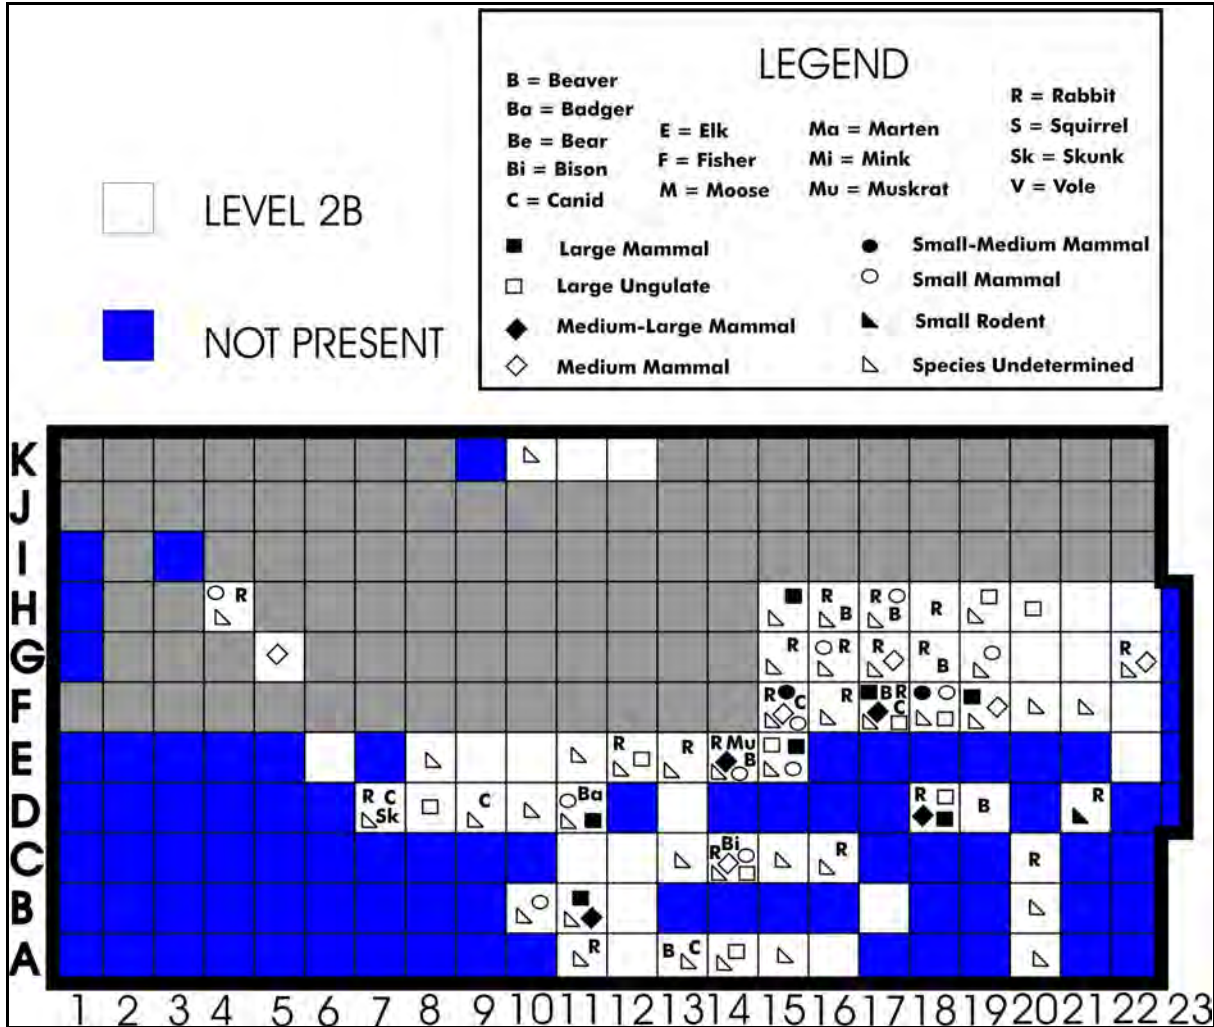 LEGEND
B = Beaver
Ba = Badger
Be = Bear
Bi = Bison
C = Canid
E = Elk
F = Fisher
M = Moose
Ma = Marten
Mi = Mink
Mu = Muskrat
R = Rabbit
S = Squirrel
Sk = Skunk
V = Vole
Large Mammal
Large Ungulate
Medium-Large Mammal
Medium Mammal
Small-Medium Mammal
Small Mammal
Small Rodent
Species Undetermined
LEVEL 2B
NOT PRESENT
K
J
I
H R R B R B R
G R R R R B R
F R C R B R C
E R R R Mu B
D R C Sk C Ba R B R
C R Bi R R
B
A R B C
1 2 3 4 5 6 7 8 9 10 11 12 13 14 15 16 17 18 19 20 21 22 23